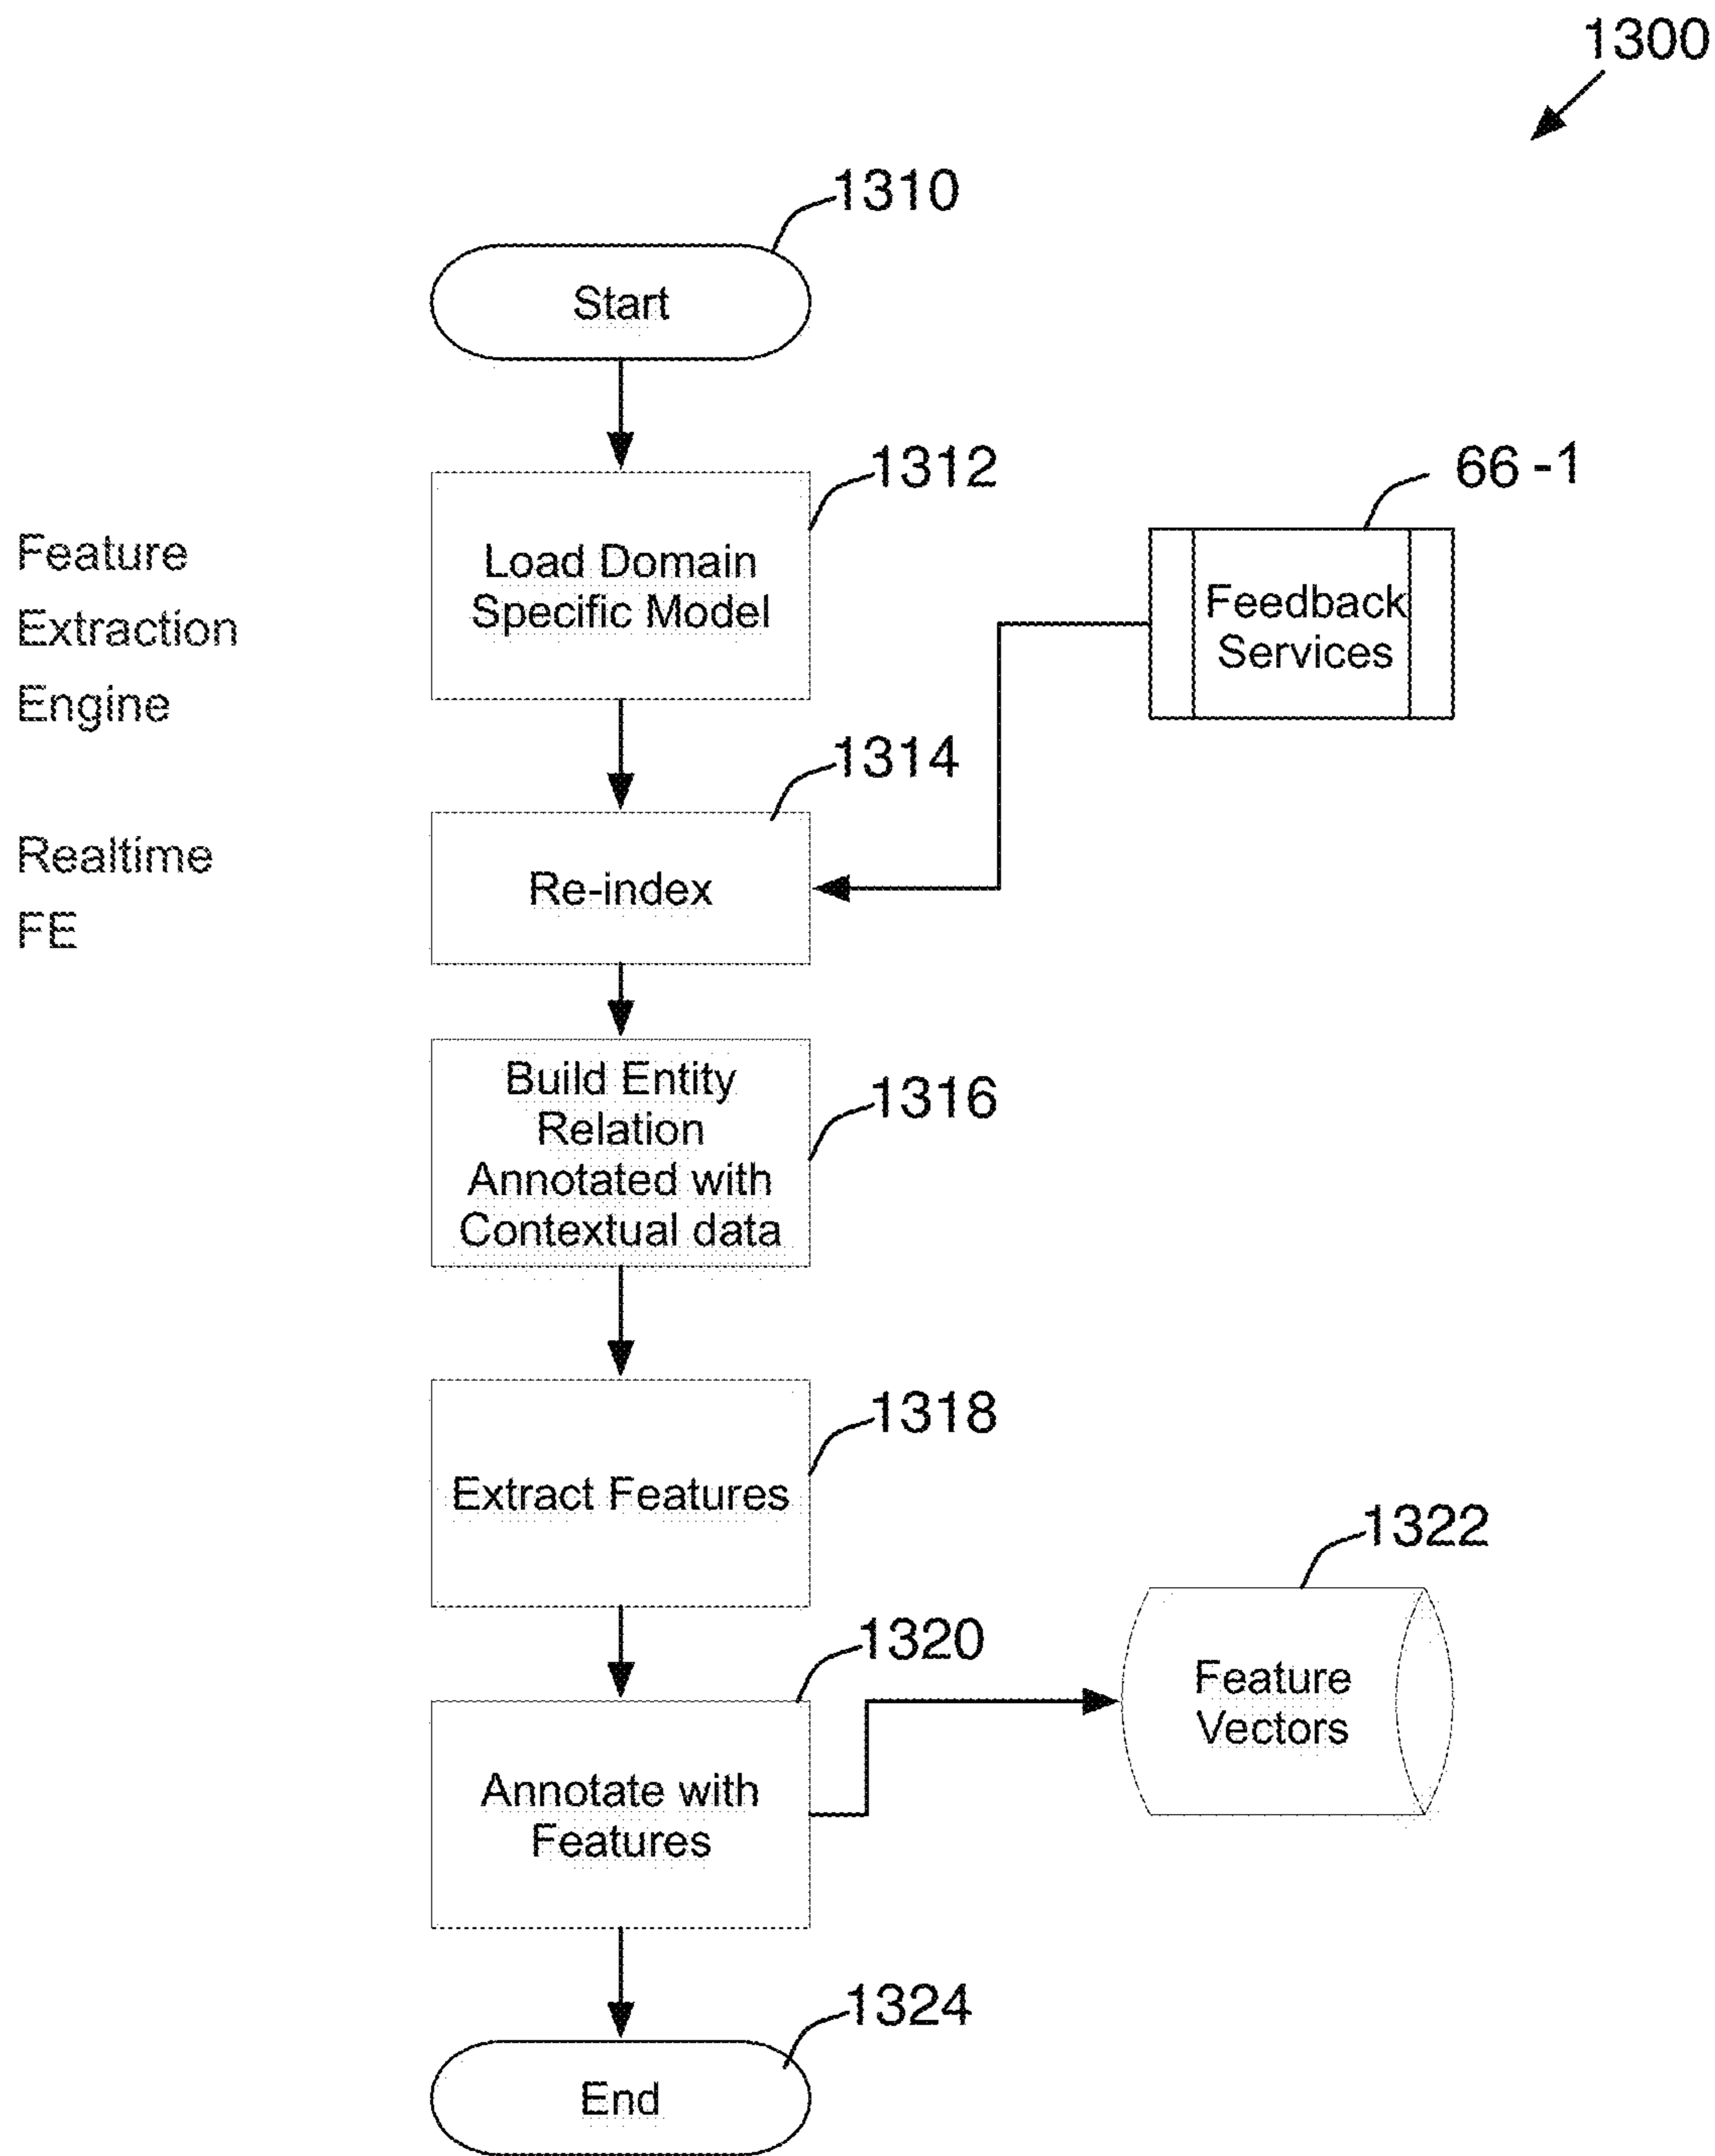 1300
1310
Start
1312
66-1
Feature
Extraction
Engine
Load Domain
Specific Model
Feedback
Services
1314
Realtime
FE
Re-index
Build Entity
Relation
Annotated with
Contextual data
1316
1318
Extract Features
1322
1320
Feature
Vectors
Annotate with
Features
1324
End